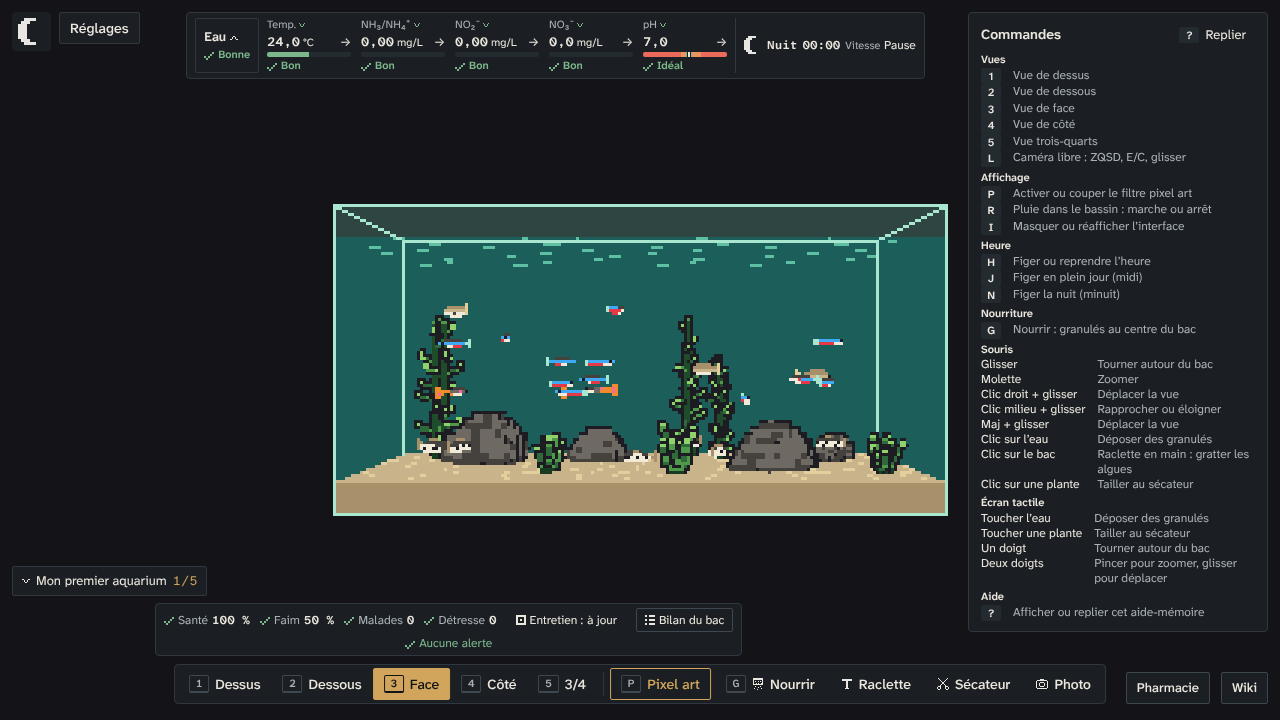 Réglages
Eau
Bonne
Temp.
24,0 °C
Bon
NH₃/NH₄⁺
0,00 mg/L
Bon
NO₂⁻
0,00 mg/L
Bon
NO₃⁻
0,0 mg/L
Bon
pH
7,0
Idéal
Nuit 00:00 Vitesse Pause
Commandes
? Replier
Vues
1 Vue de dessus
2 Vue de dessous
3 Vue de face
4 Vue de côté
5 Vue trois-quarts
L Caméra libre : ZQSD, E/C, glisser
Affichage
P Activer ou couper le filtre pixel art
R Pluie dans le bassin : marche ou arrêt
I Masquer ou réafficher l'interface
Heure
H Figer ou reprendre l'heure
J Figer en plein jour (midi)
N Figer la nuit (minuit)
Nourriture
G Nourrir : granulés au centre du bac
Souris
Glisser Tourner autour du bac
Molette Zoomer
Clic droit + glisser Déplacer la vue
Clic milieu + glisser Rapprocher ou éloigner
Maj + glisser Déplacer la vue
Clic sur l'eau Déposer des granulés
Clic sur le bac Raclette en main : gratter les
algues
Clic sur une plante Tailler au sécateur
Écran tactile
Toucher l'eau Déposer des granulés
Toucher une plante Tailler au sécateur
Un doigt Tourner autour du bac
Deux doigts Pincer pour zoomer, glisser
pour déplacer
Aide
? Afficher ou replier cet aide-mémoire
Mon premier aquarium 1/5
Santé 100 % Faim 50 % Malades 0 Détresse 0 Entretien : à jour Bilan du bac
Aucune alerte
1 Dessus 2 Dessous 3 Face 4 Côté 5 3/4 P Pixel art G Nourrir Raclette Sécateur Photo
Pharmacie Wiki